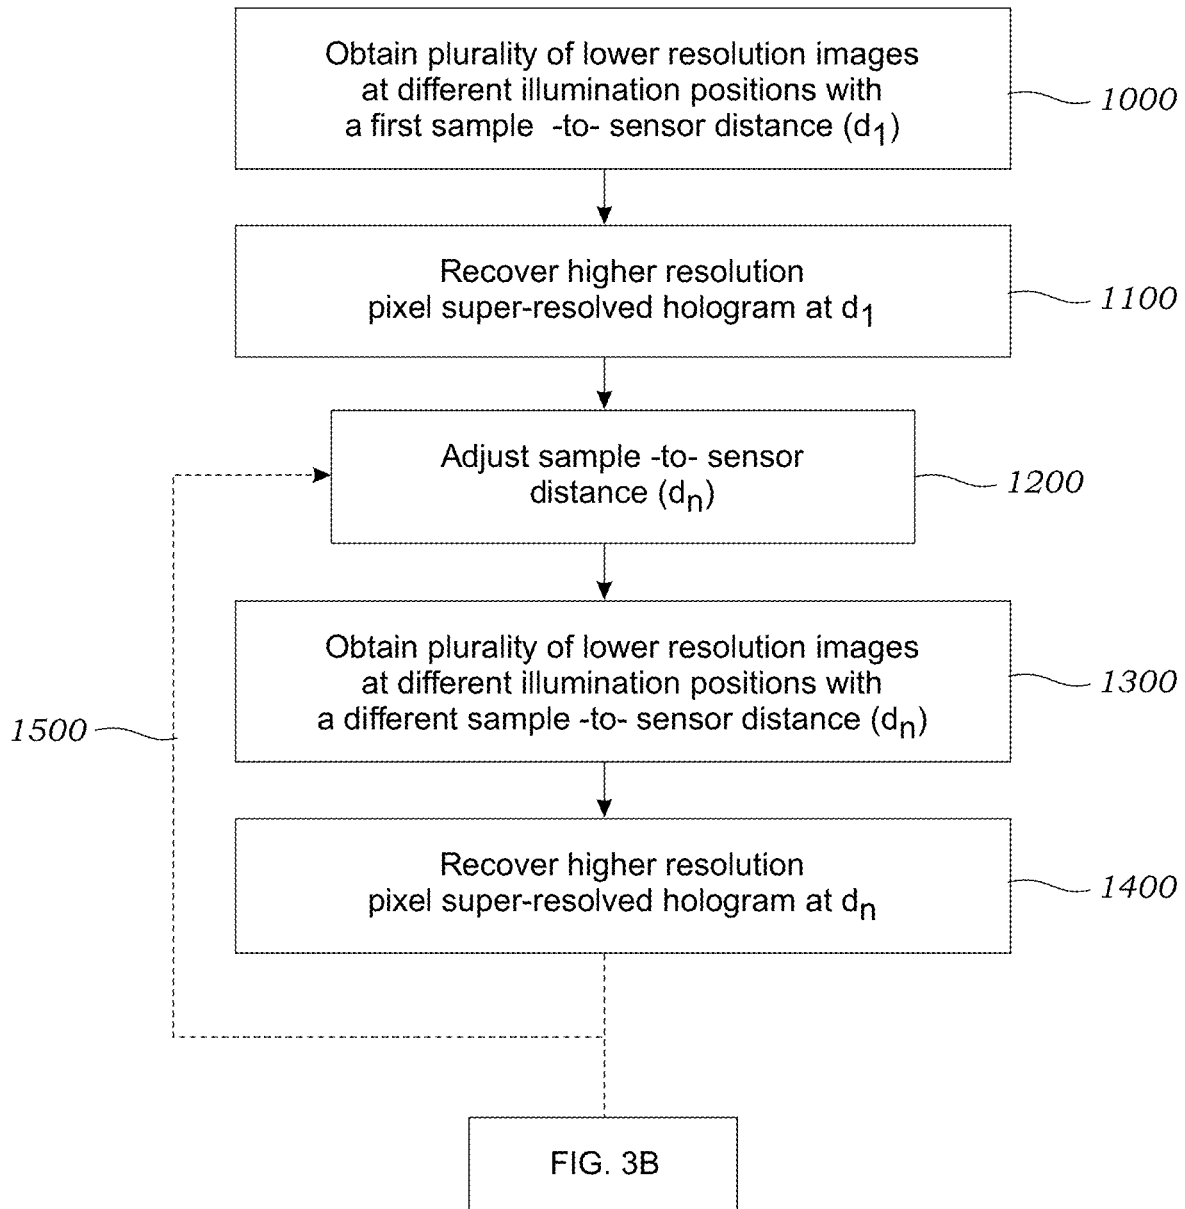 Obtain plurality of lower resolution images
at different illumination positions with
a first sample -to- sensor distance (d1)
1000
Recover higher resolution
pixel super-resolved hologram at d1
1100
Adjust sample -to- sensor
distance (dn)
1200
Obtain plurality of lower resolution images
at different illumination positions with
a different sample -to- sensor distance (dn)
1300
1500
Recover higher resolution
pixel super-resolved hologram at dn
1400
FIG. 3B